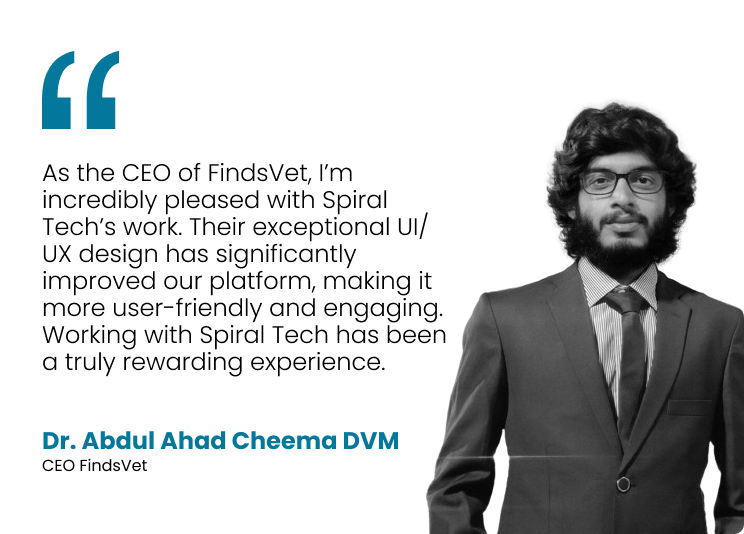 “
As the CEO of FindsVet, I’m
incredibly pleased with Spiral
Tech’s work. Their exceptional UI/
UX design has significantly
improved our platform, making it
more user-friendly and engaging.
Working with Spiral Tech has been
a truly rewarding experience.
Dr. Abdul Ahad Cheema DVM
CEO FindsVet